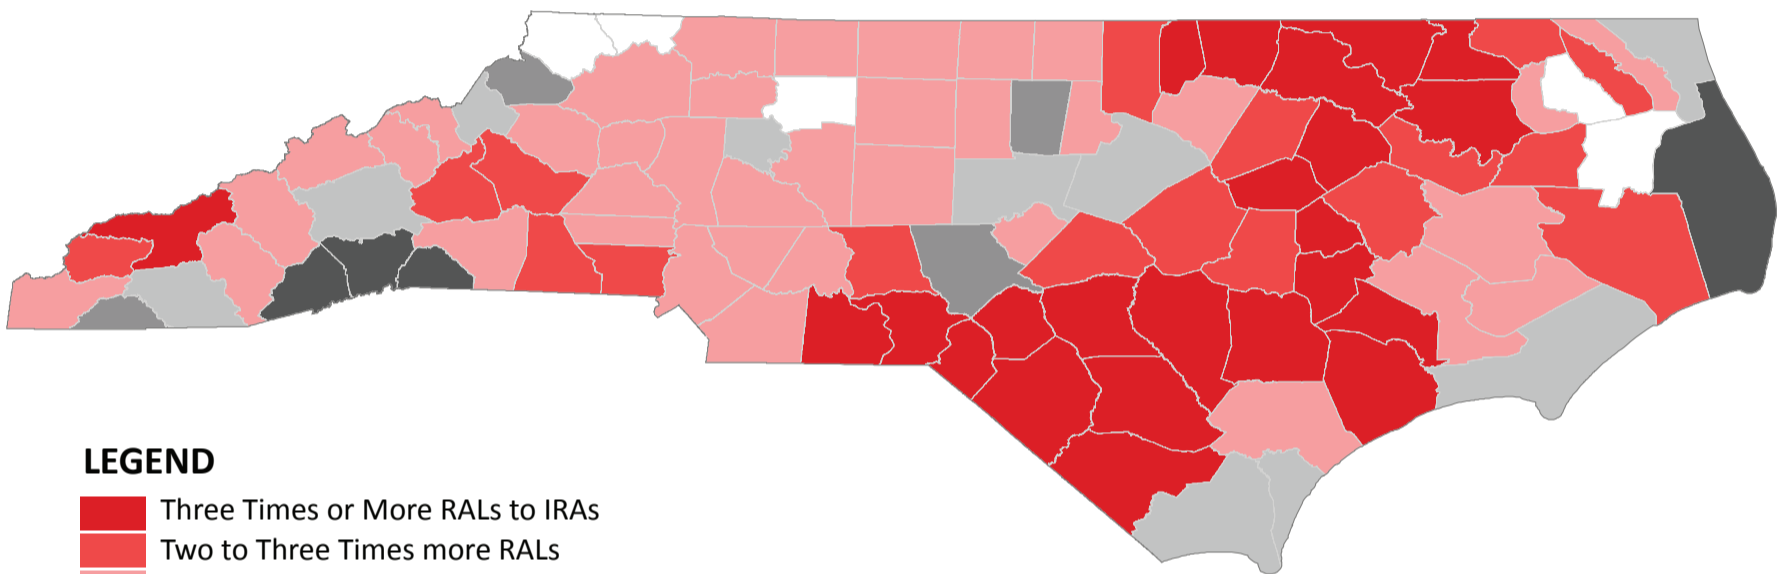 LEGEND
Three Times or More RALs to IRAs
Two to Three Times more RALs